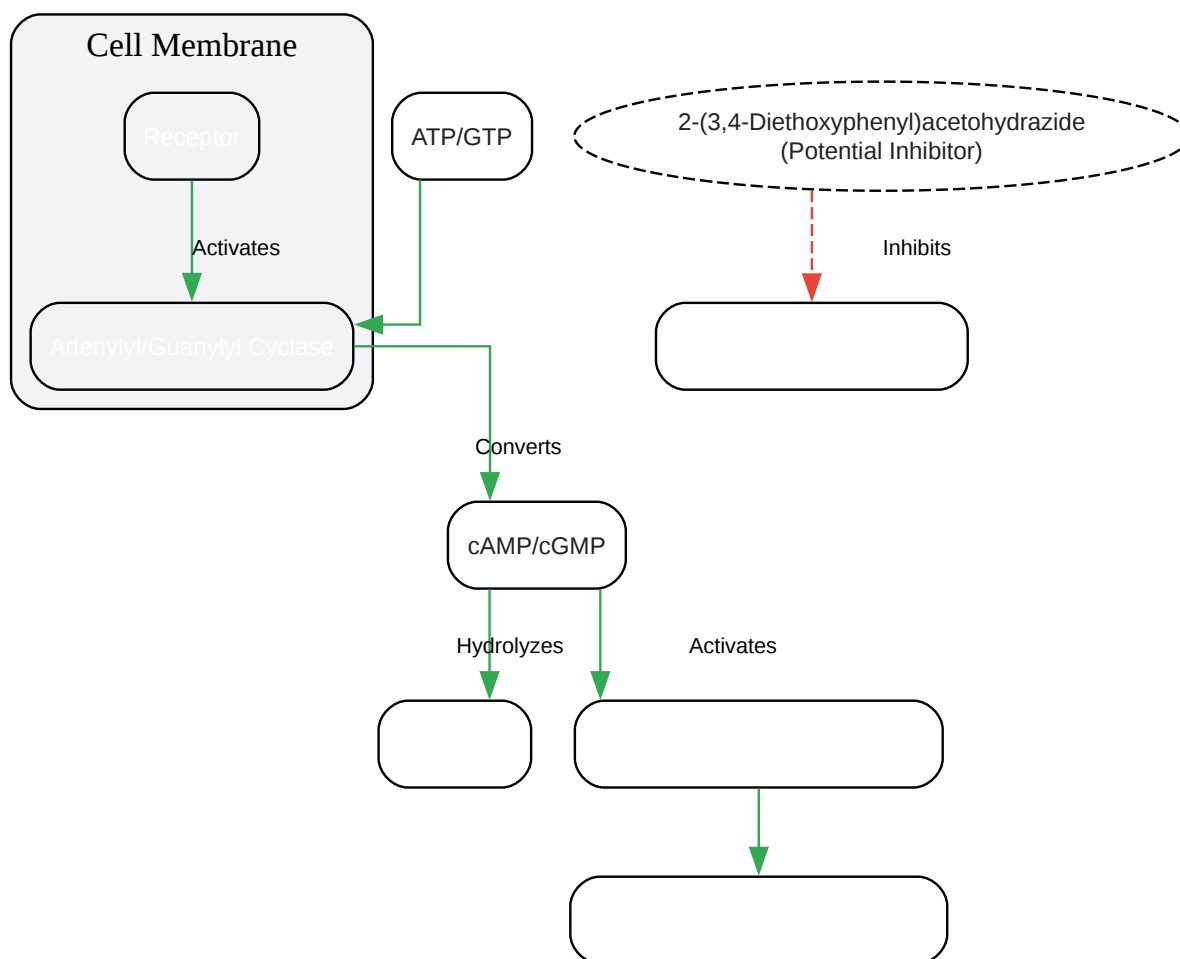 Cell Membrane
Receptor
ATP/GTP
2-(3,4-Diethoxyphenyl)acetohydrazide
(Potential Inhibitor)
Activates
Inhibits
Adenylyl/Guanylyl Cyclase
Converts
cAMP/cGMP
Hydrolyzes
Activates